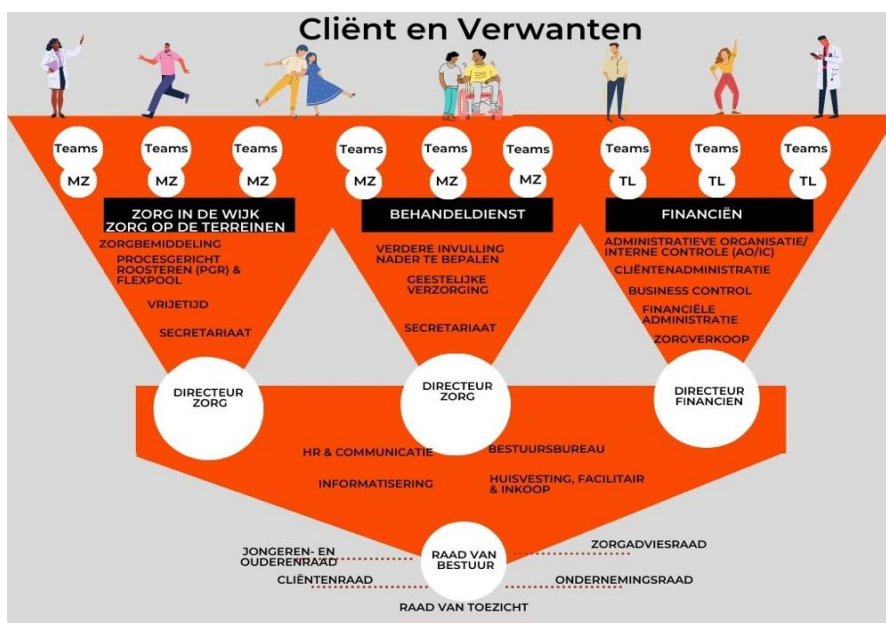 Cliënt en Verwanten
Teams
Teams
Teams
Teams
Teams
Teams
Teams
Teams
Teams
MZ
MZ
MZ
MZ
MZ
MZ
TL
TL
TL
ZORG IN DE WIJK
ZORG OP DE TERREINEN
ZORGBEMIDDELING
PROCESGERICHT
ROOSTEREN (PGR) &
FLEXPOOL
VRIJETIJD
SECRETARIAAT
BEHANDELDIENST
VERDERE INVULLING
NADER TE BEPALEN
GEESTELIJKE
VERZORGING
SECRETARIAAT
FINANCIËN
ADMINISTRATIEVE ORGANISATIE/
INTERNE CONTROLE (AO/IC)
CLIËNTENADMINISTRATIE
BUSINESS CONTROL
FINANCIËLE
ADMINISTRATIE
ZORGVERKOOP
DIRECTEUR
ZORG
DIRECTEUR
ZORG
DIRECTEUR
FINANCIEN
HR & COMMUNICATIE
BESTUURSBUREAU
INFORMATISERING
HUISVESTING, FACILITAIR
& INKOOP
JONGEREN- EN
OUDERENRAAD
CLIËNTENRAAD
RAAD VAN
BESTUUR
ZORGADVIESRAAD
ONDERNEMINGSRAAD
RAAD VAN TOEZICHT